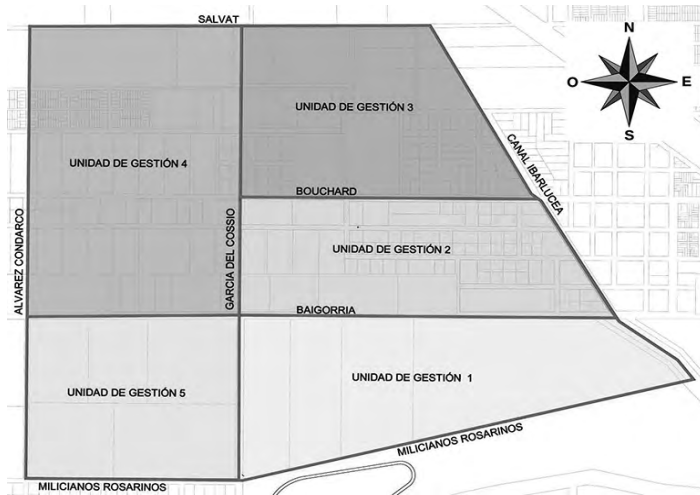 SALVAT
N
O
E
S
UNIDAD DE GESTIÓN 3
UNIDAD DE GESTIÓN 4
CANAL IBARLUCEA
BOUCHARD
ALVAREZ CONDARCO
GARCIA DEL COSSIO
UNIDAD DE GESTIÓN 2
BAIGORRIA
UNIDAD DE GESTIÓN 5
UNIDAD DE GESTIÓN 1
MILICIANOS ROSARINOS
MILICIANOS ROSARINOS